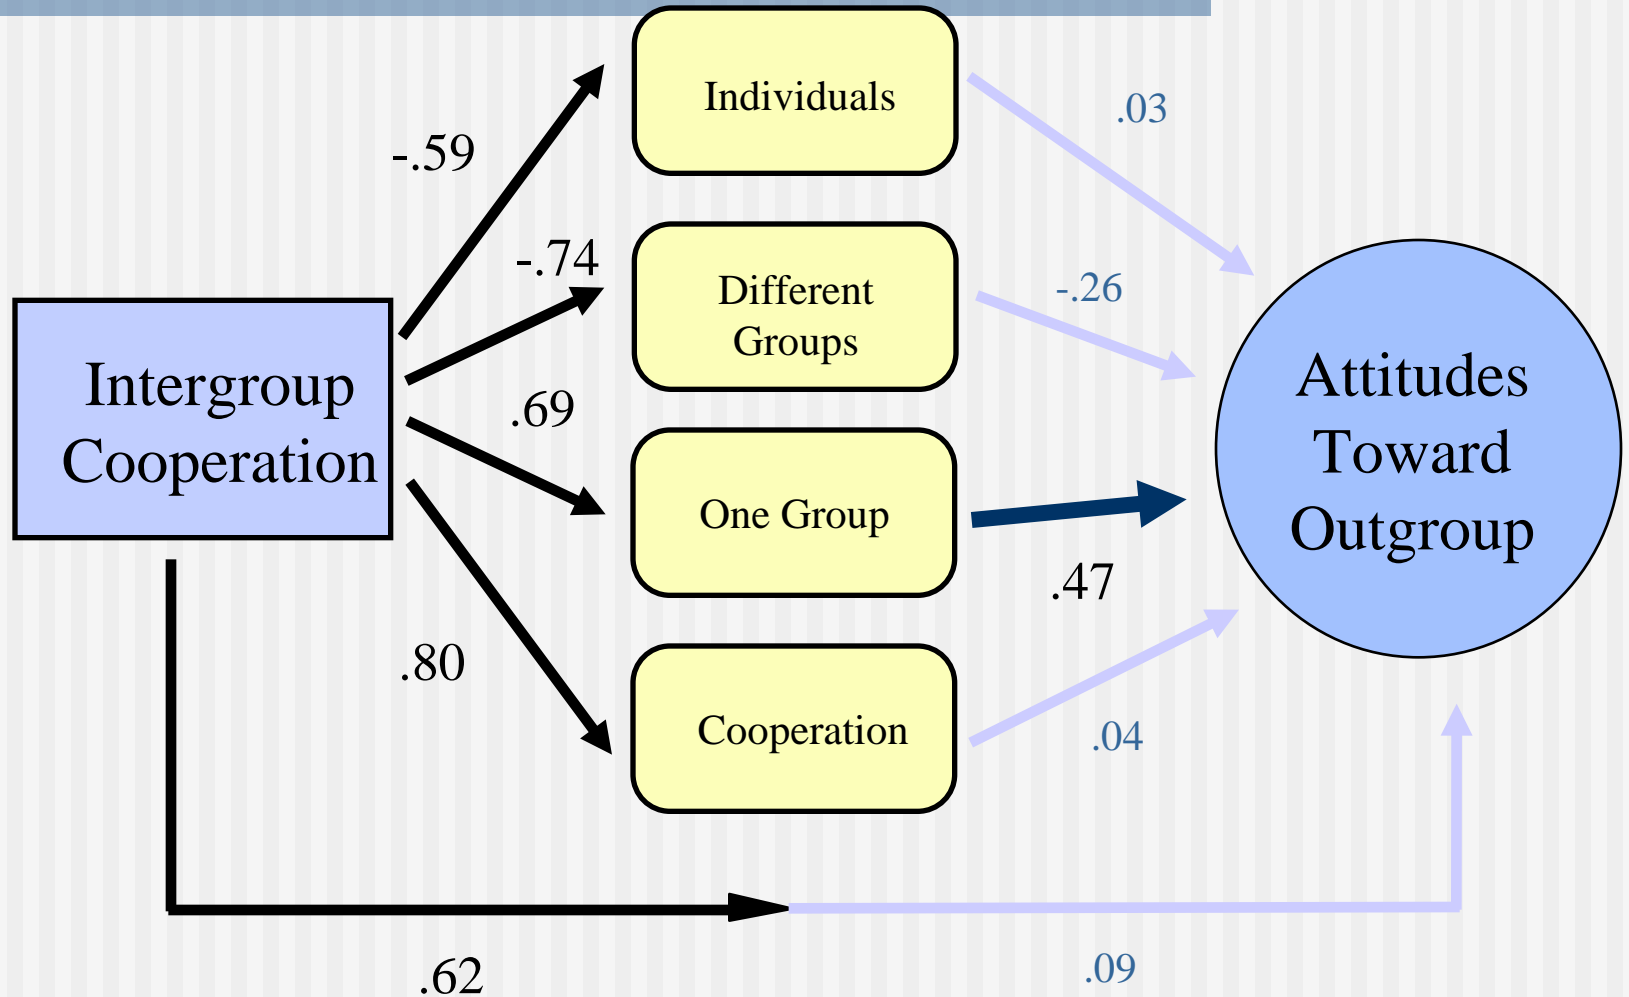 Individuals
.03
-.59
-.74
Different
Groups
-.26
Intergroup
Cooperation
.69
Attitudes
Toward
Outgroup
One Group
.47
.80
Cooperation
.04
.62
.09